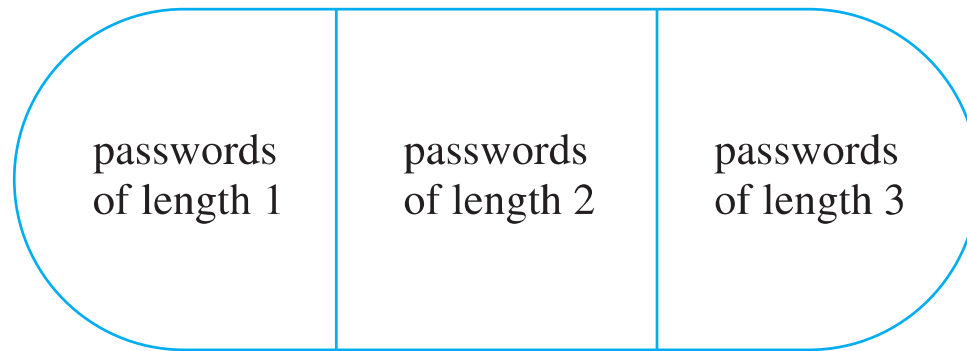 passwords
of length 1
passwords
of length 2
passwords
of length 3